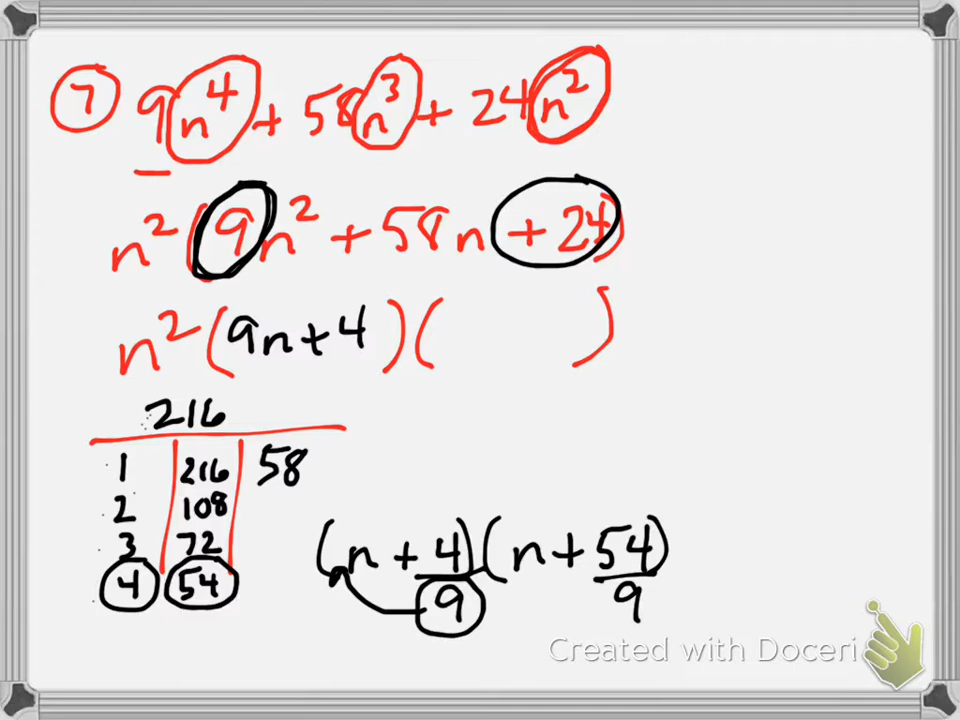 7 9n⁴ + 58n³ + 24n²
n² (9n² + 58n + 24)
n² (9n + 4) ( )
216
1 216 58
2 108
3 72
4 54
(n + 4/9) (n + 54/9)
Created with Doceri